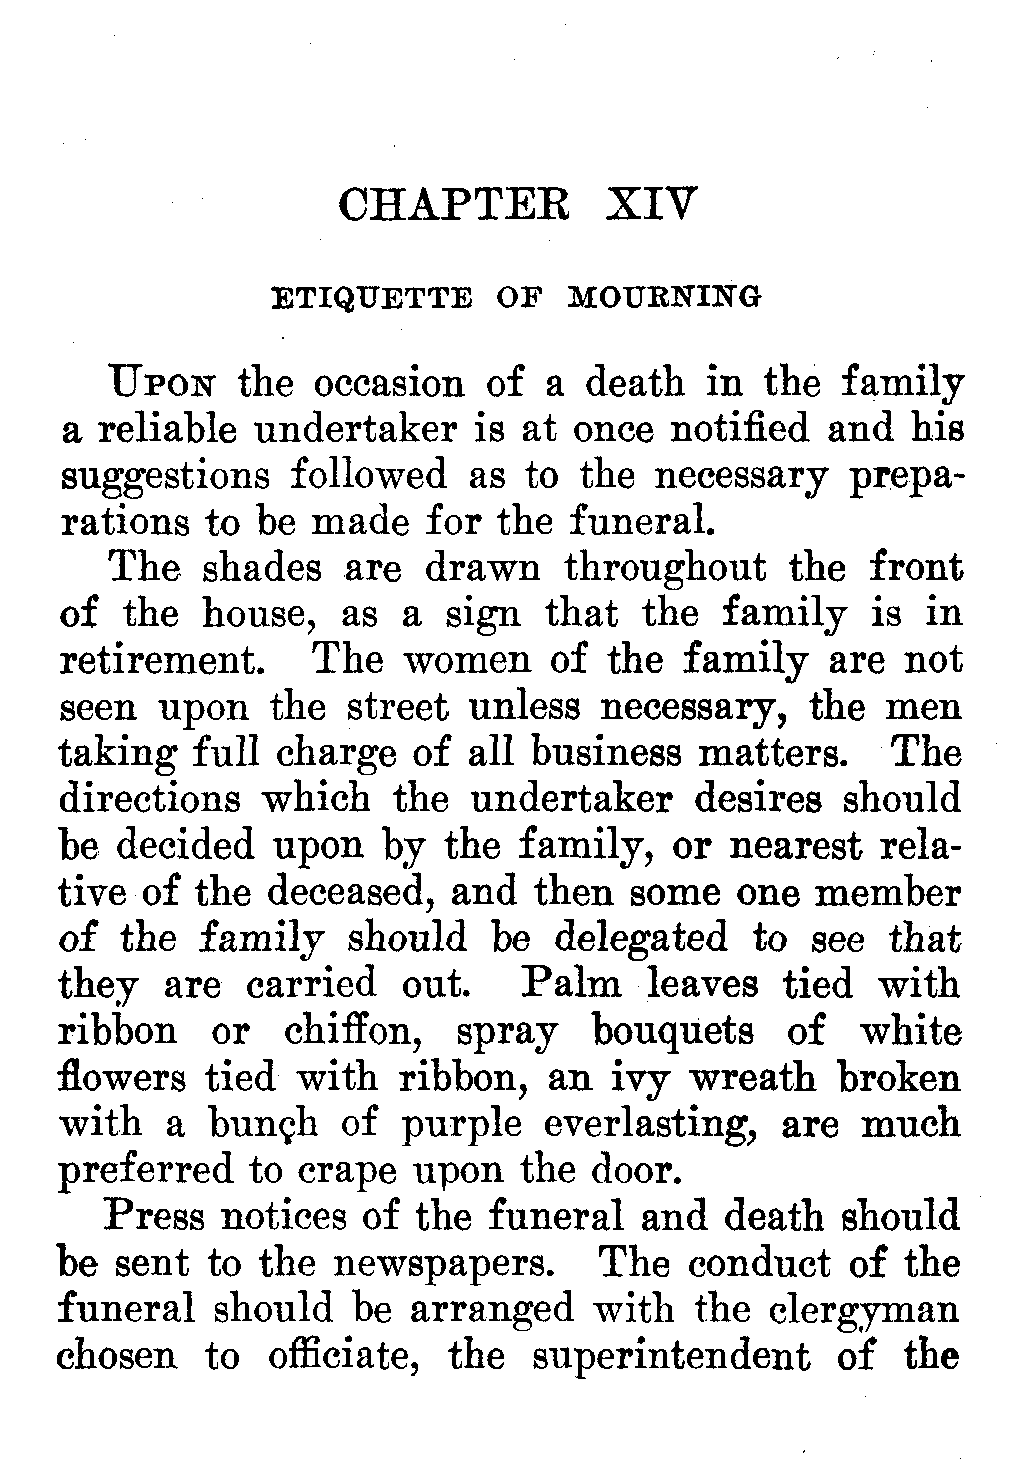 CHAPTER XIV
ETIQUETTE OF MOURNING
UPON the occasion of a death in the family
a reliable undertaker is at once notified and his
suggestions followed as to the necessary prepa-
rations to be made for the funeral.
The shades are drawn throughout the front
of the house, as a sign that the family is in
retirement. The women of the family are not
seen upon the street unless necessary, the men
taking full charge of all business matters. The
directions which the undertaker desires should
be decided upon by the family, or nearest rela-
tive of the deceased, and then some one member
of the family should be delegated to see that
they are carried out. Palm leaves tied with
ribbon or chiffon, spray bouquets of white
flowers tied with ribbon, an ivy wreath broken
with a bunch of purple everlasting, are much
preferred to crape upon the door.
Press notices of the funeral and death should
be sent to the newspapers. The conduct of the
funeral should be arranged with the clergyman
chosen to officiate, the superintendent of the